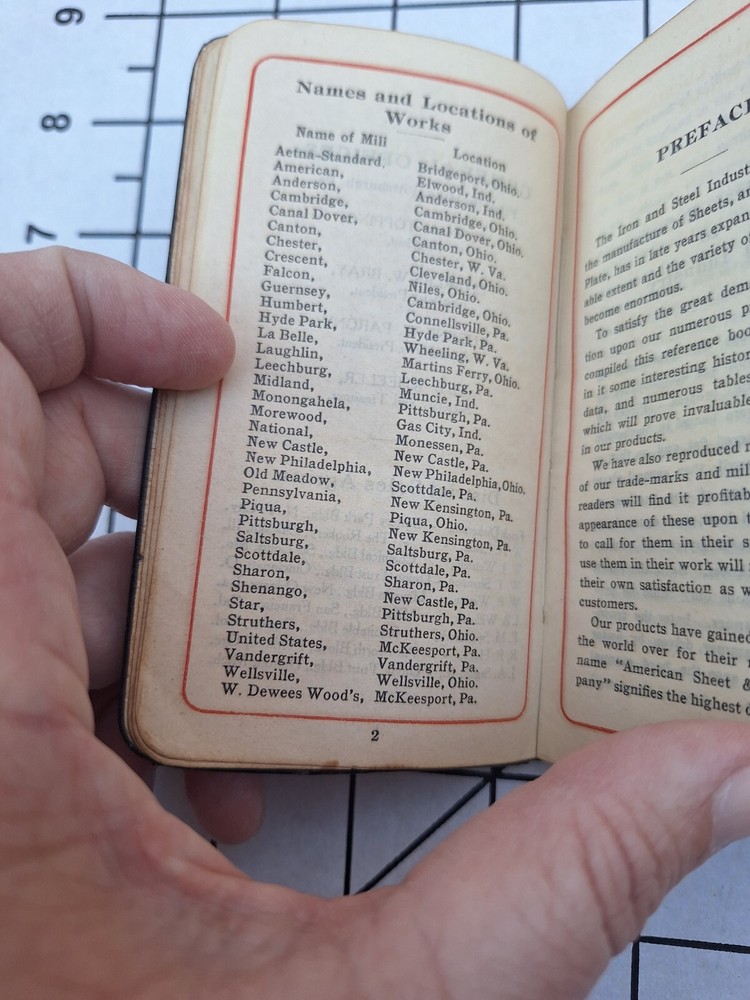 9
8
7
Names and Locations of
Works
Name of Mill Location
Aetna-Standard, Bridgeport, Ohio.
American, Elwood, Ind.
Anderson, Anderson, Ind.
Cambridge, Cambridge, Ohio.
Canal Dover, Canal Dover, Ohio.
Canton, Canton, Ohio.
Chester, Chester, W. Va.
Crescent, Cleveland, Ohio.
Falcon, Niles, Ohio.
Guernsey, Cambridge, Ohio.
Humbert, Connellsville, Pa.
Hyde Park, Hyde Park, Pa.
La Belle, Wheeling, W. Va.
Laughlin, Martins Ferry, Ohio.
Leechburg, Leechburg, Pa.
Midland, Muncie, Ind.
Monongahela, Pittsburgh, Pa.
Morewood, Gas City, Ind.
National, Monessen, Pa.
New Castle, New Castle, Pa.
New Philadelphia, New Philadelphia, Ohio.
Old Meadow, Scottdale, Pa.
Pennsylvania, New Kensington, Pa.
Piqua, Piqua, Ohio.
Pittsburgh, New Kensington, Pa.
Saltsburg, Saltsburg, Pa.
Scottdale, Scottdale, Pa.
Sharon, Sharon, Pa.
Shenango, New Castle, Pa.
Star, Pittsburgh, Pa.
Struthers, Struthers, Ohio.
United States, McKeesport, Pa.
Vandergrift, Vandergrift, Pa.
Wellsville, Wellsville, Ohio.
W. Dewees Wood's, McKeesport, Pa.
2
PREFAC
The Iron and Steel Indust
the manufacture of Sheets, an
Plate, has in late years expan
able extent and the variety o
become enormous.
To satisfy the great dem
tion upon our numerous p
compiled this reference boo
in it some interesting histor
data, and numerous tables
which will prove invaluable
in our products.
We have also reproduced
of our trade-marks and mil
readers will find it profitab
appearance of these upon t
to call for them in their s
use them in their work will
their own satisfaction as w
customers.
Our products have gained
the world over for their
name "American Sheet &
pany" signifies the highest